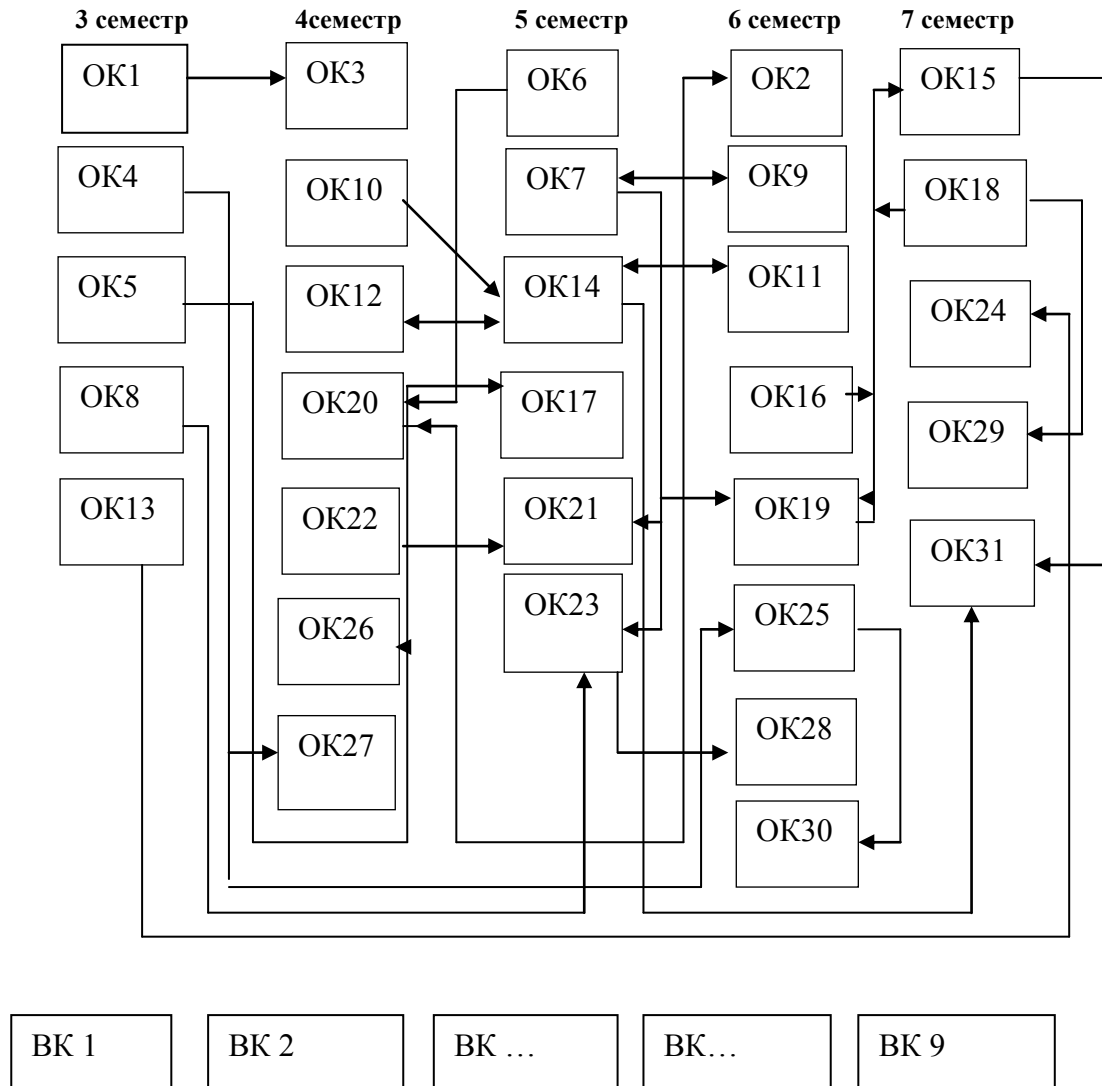 3 семестр 4семестр 5 семестр 6 семестр 7 семестр
ОК1 ОК3 ОК6 ОК2 ОК15
ОК4 ОК10 ОК7 ОК9 ОК18
ОК5 ОК12 ОК14 ОК11 ОК24
ОК8 ОК20 ОК17 ОК16 ОК29
ОК13 ОК22 ОК21 ОК19 ОК31
ОК26 ОК23 ОК25
ОК27 ОК28
ОК30
ВК 1 ВК 2 ВК … ВК… ВК 9